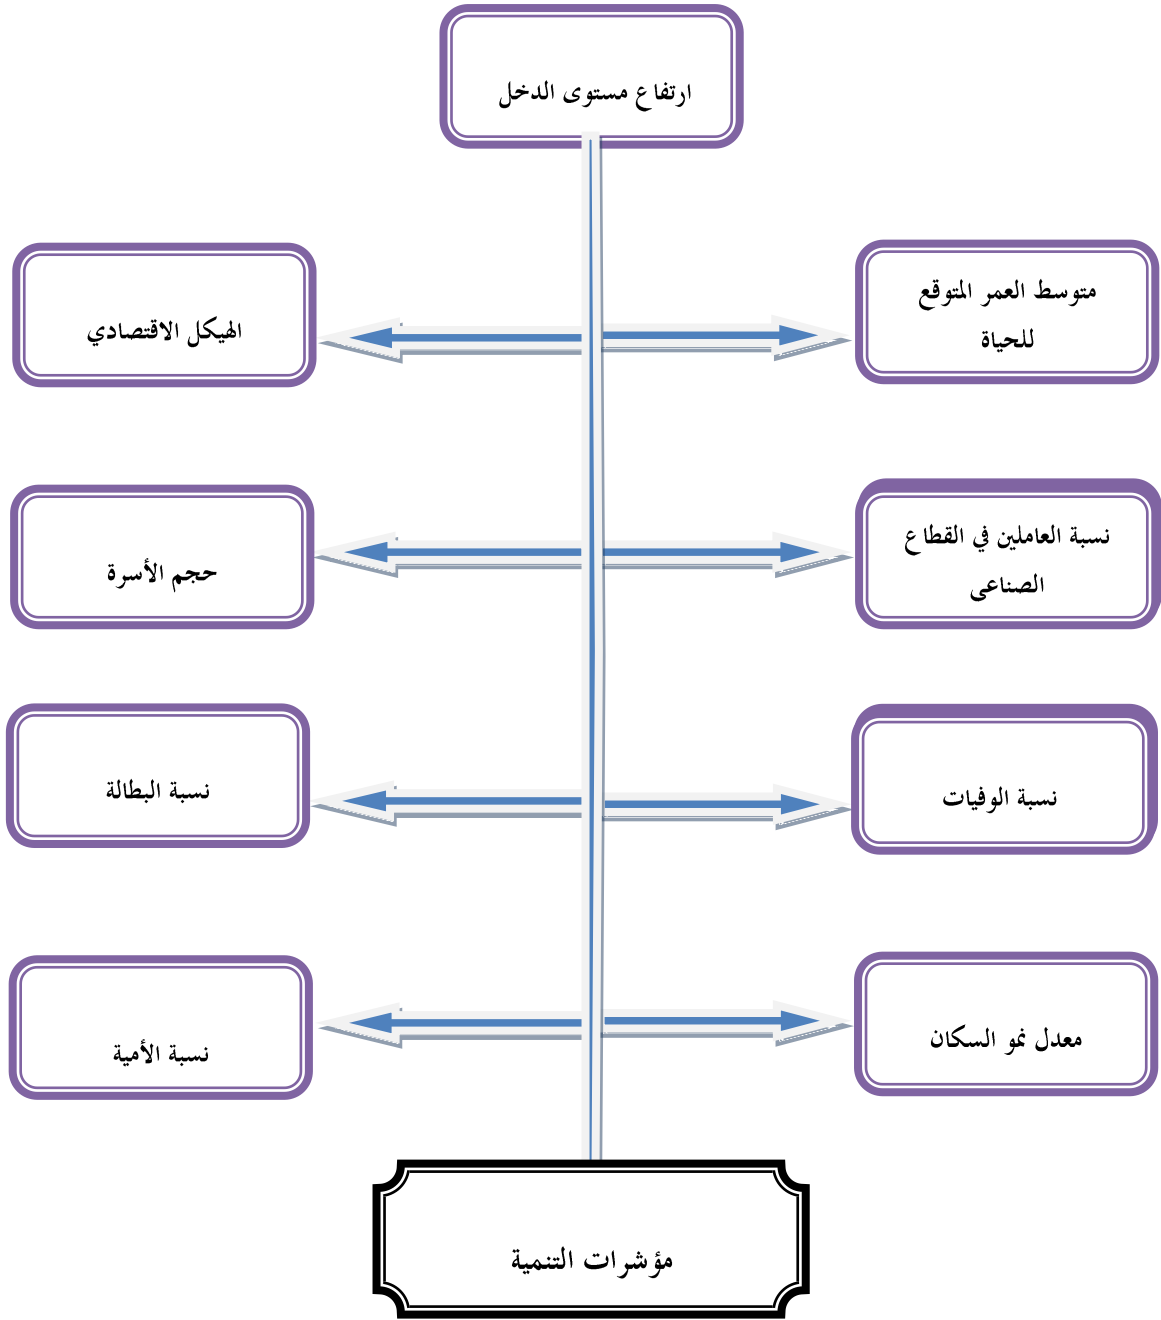 ارتفاع مستوى الدخل
متوسط العمر المتوقع
للحياة
الهيكل الاقتصادي
نسبة العاملين في القطاع
الصناعى
حجم الأسرة
نسبة الوفيات
نسبة البطالة
معدل نمو السكان
نسبة الأمية
مؤشرات التنمية